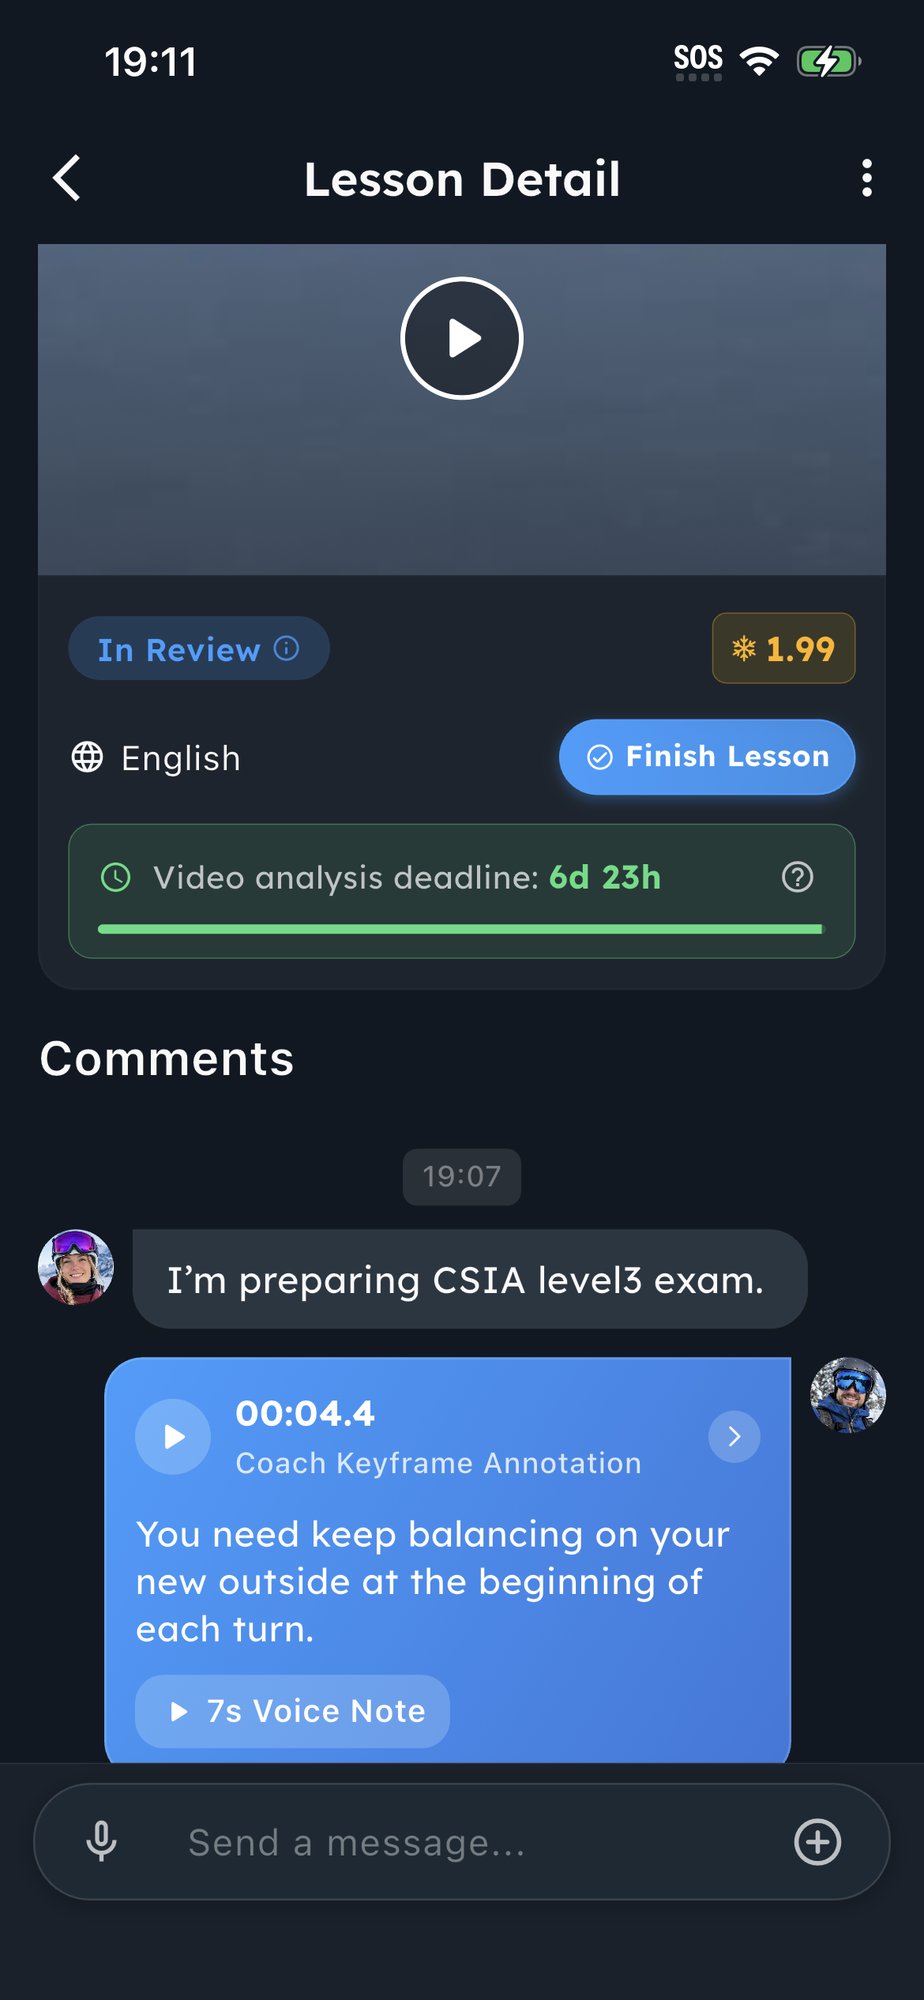 19:11
SOS
Lesson Detail
In Review
1.99
English
Finish Lesson
Video analysis deadline: 6d 23h
Comments
19:07
I’m preparing CSIA level3 exam.
00:04.4
Coach Keyframe Annotation
You need keep balancing on your
new outside at the beginning of
each turn.
7s Voice Note
Send a message...